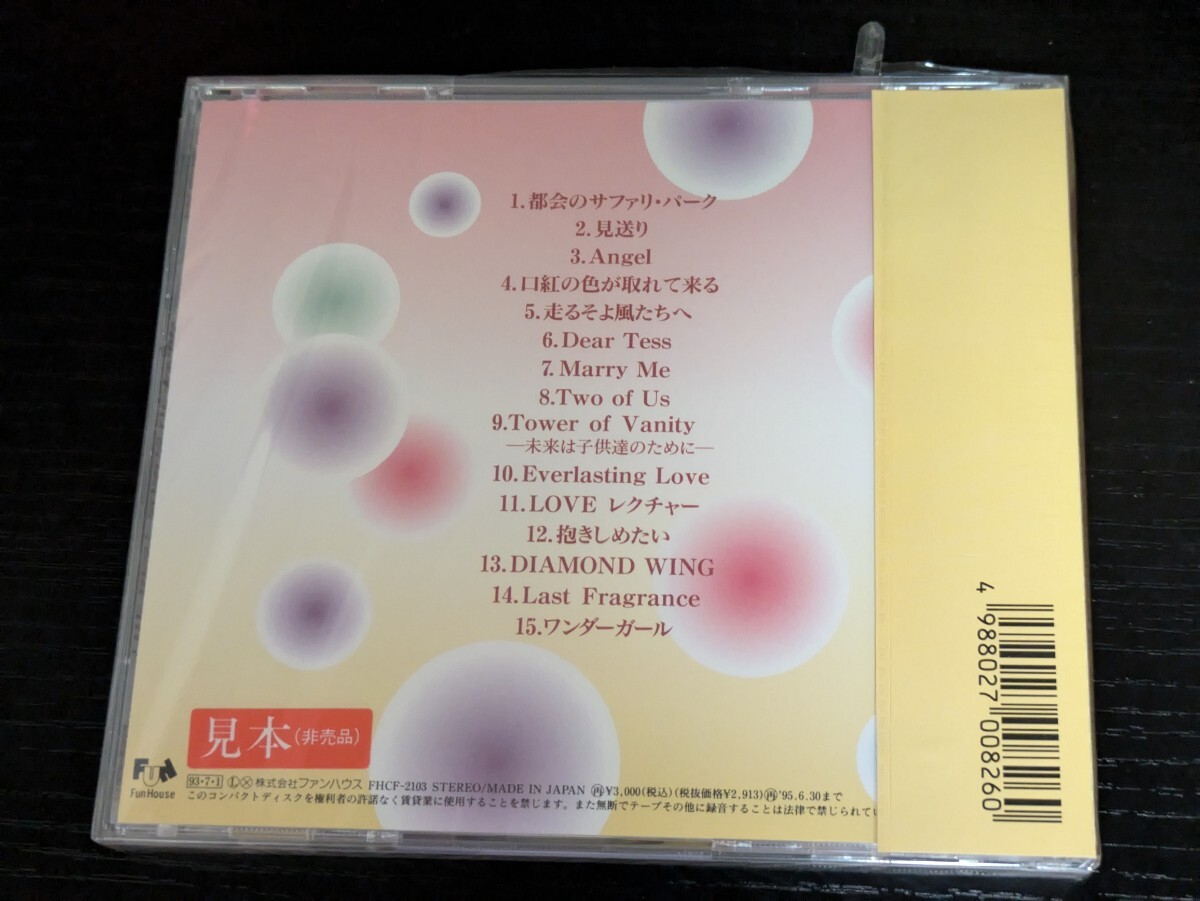 1.都会のサファリ・パーク
2.見送り
3.Angel
4.口紅の色が取れて来る
5.走るそよ風たちへ
6.Dear Tess
7.Marry Me
8.Two of Us
9.Tower of Vanity
―未来は子供達のために―
10.Everlasting Love
11.LOVE レクチャー
12.抱きしめたい
13.DIAMOND WING
14.Last Fragrance
15.ワンダーガール
見本(非売品)
FUN
Fun House
93・7・1 Ⓛ株式会社ファンハウス FHCF-2103 STEREO/MADE IN JAPAN 再¥3,000(税込)(税抜価格¥2,913)再'95.6.30まで
このコンパクトディスクを権利者の許諾なく賃貸業に使用することを禁じます。また無断でテープその他に録音することは法律で禁じられてい
4 988027 008260